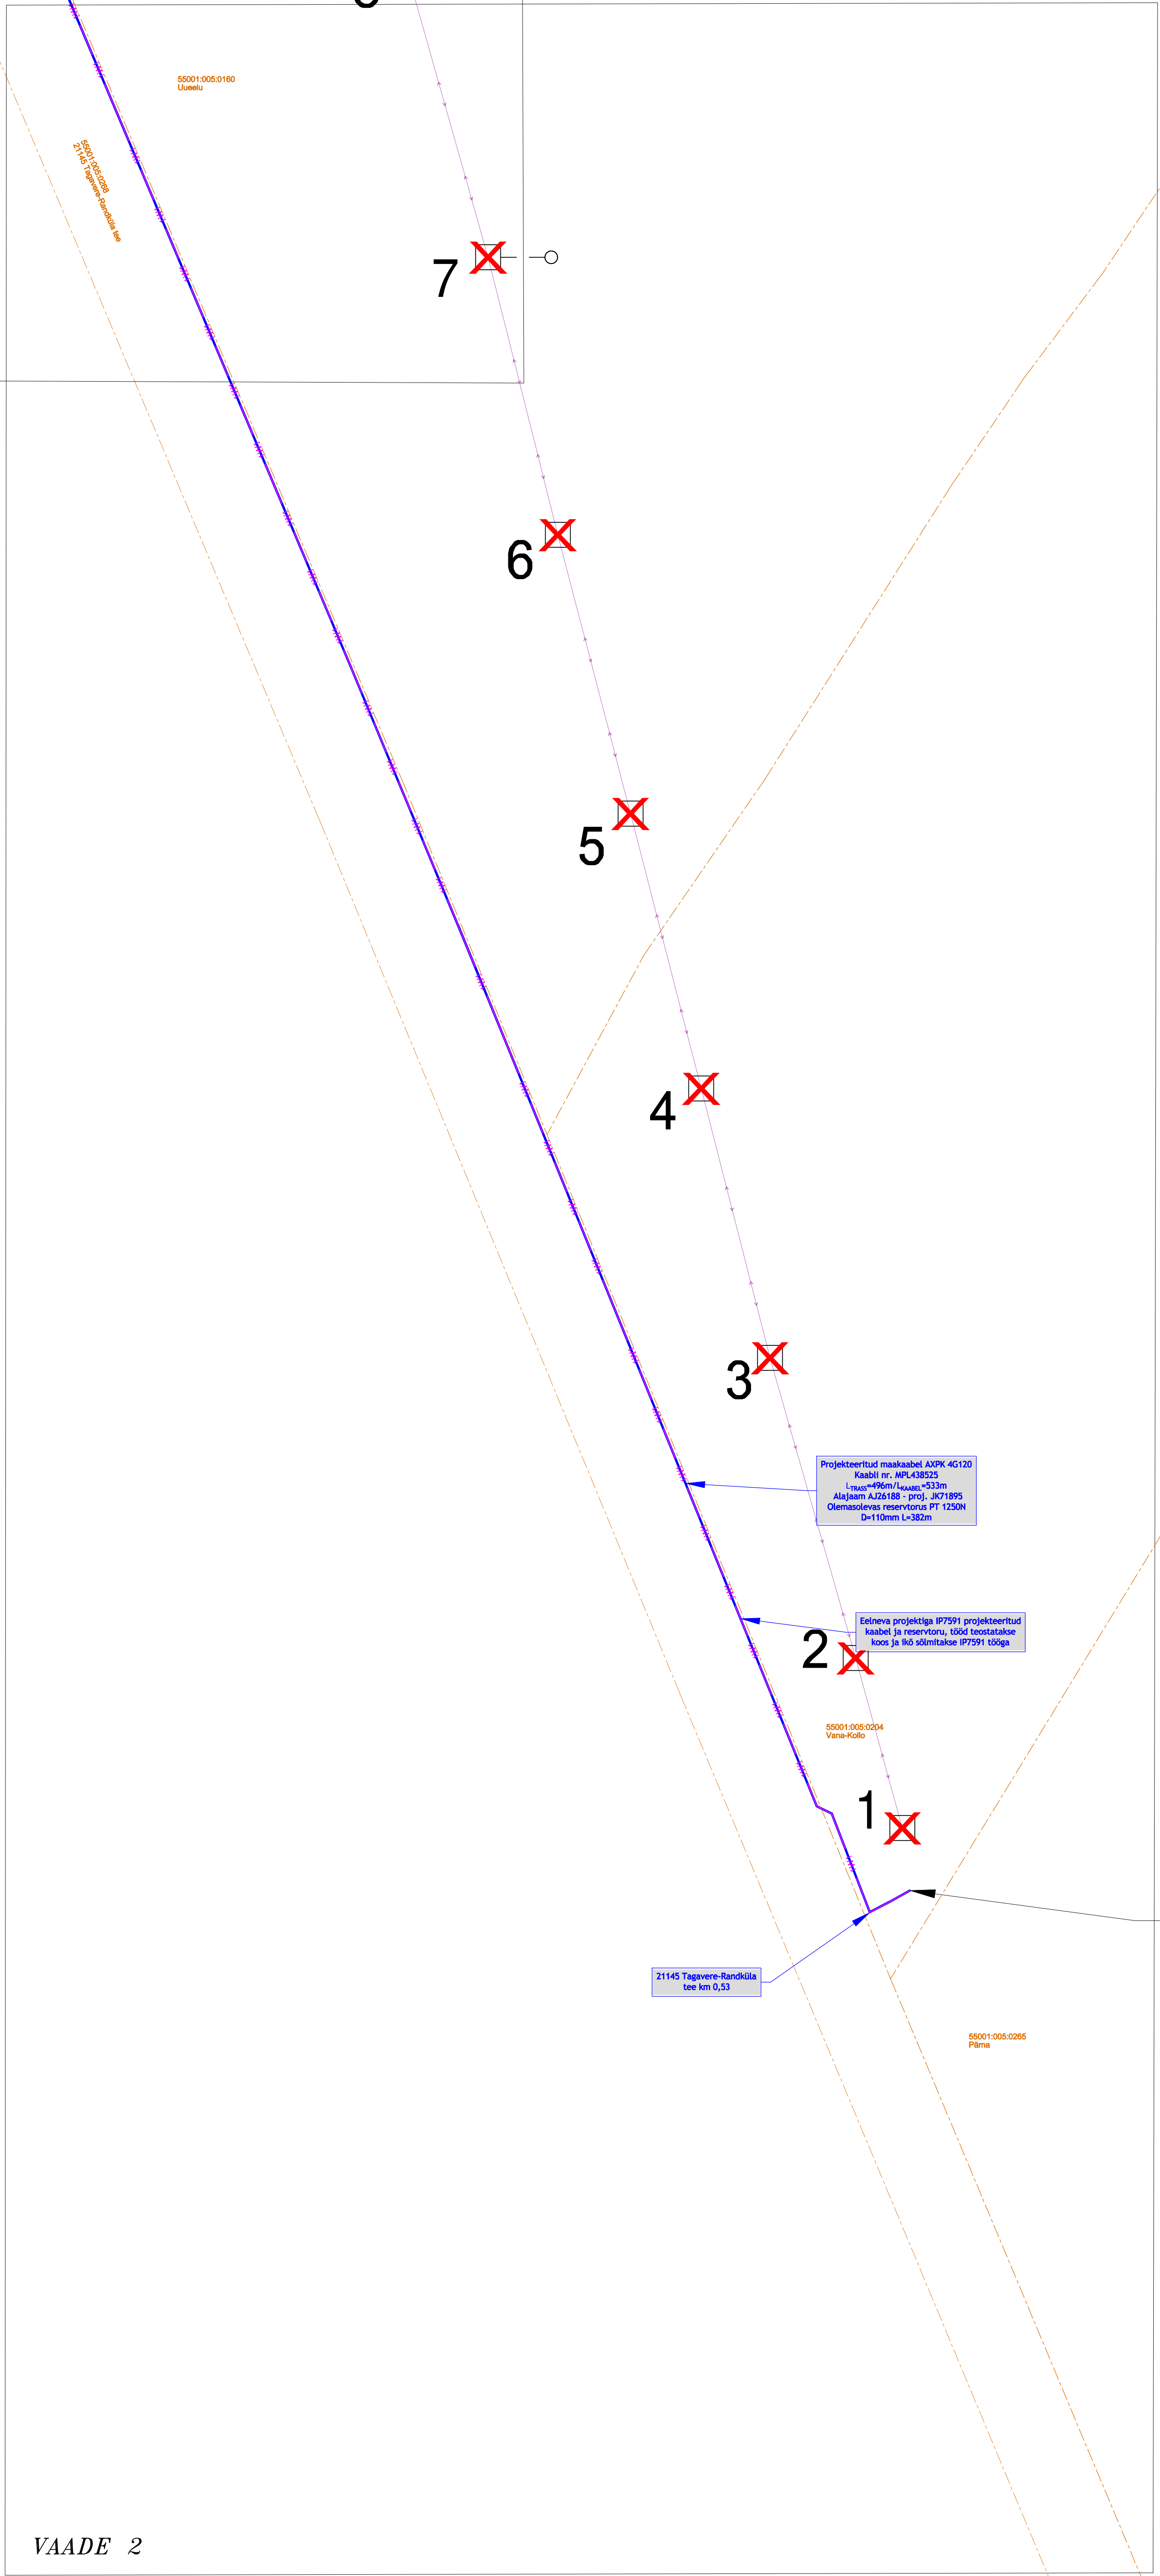 55001:005:0160
Uueelu
55001:005:0268
21145 Tagavere-Randküla tee
7
6
5
4
3
Projekteeritud maakaabel AXPK 4G120
Kaabli nr. MPL438525
LTRASS=496m/LKAABEL=533m
Alajaam AJ26188 - proj. JK71895
Olemasolevas reservtorus PT 1250N
D=110mm L=382m
Eelneva projektiga IP7591 projekteeritud
kaabel ja reservtoru, tööd teostatakse
koos ja ikõ sõlmitakse IP7591 tööga
2
55001:005:0204
Vana-Kollo
1
21145 Tagavere-Randküla
tee km 0,53
55001:005:0265
Pärna
VAADE 2